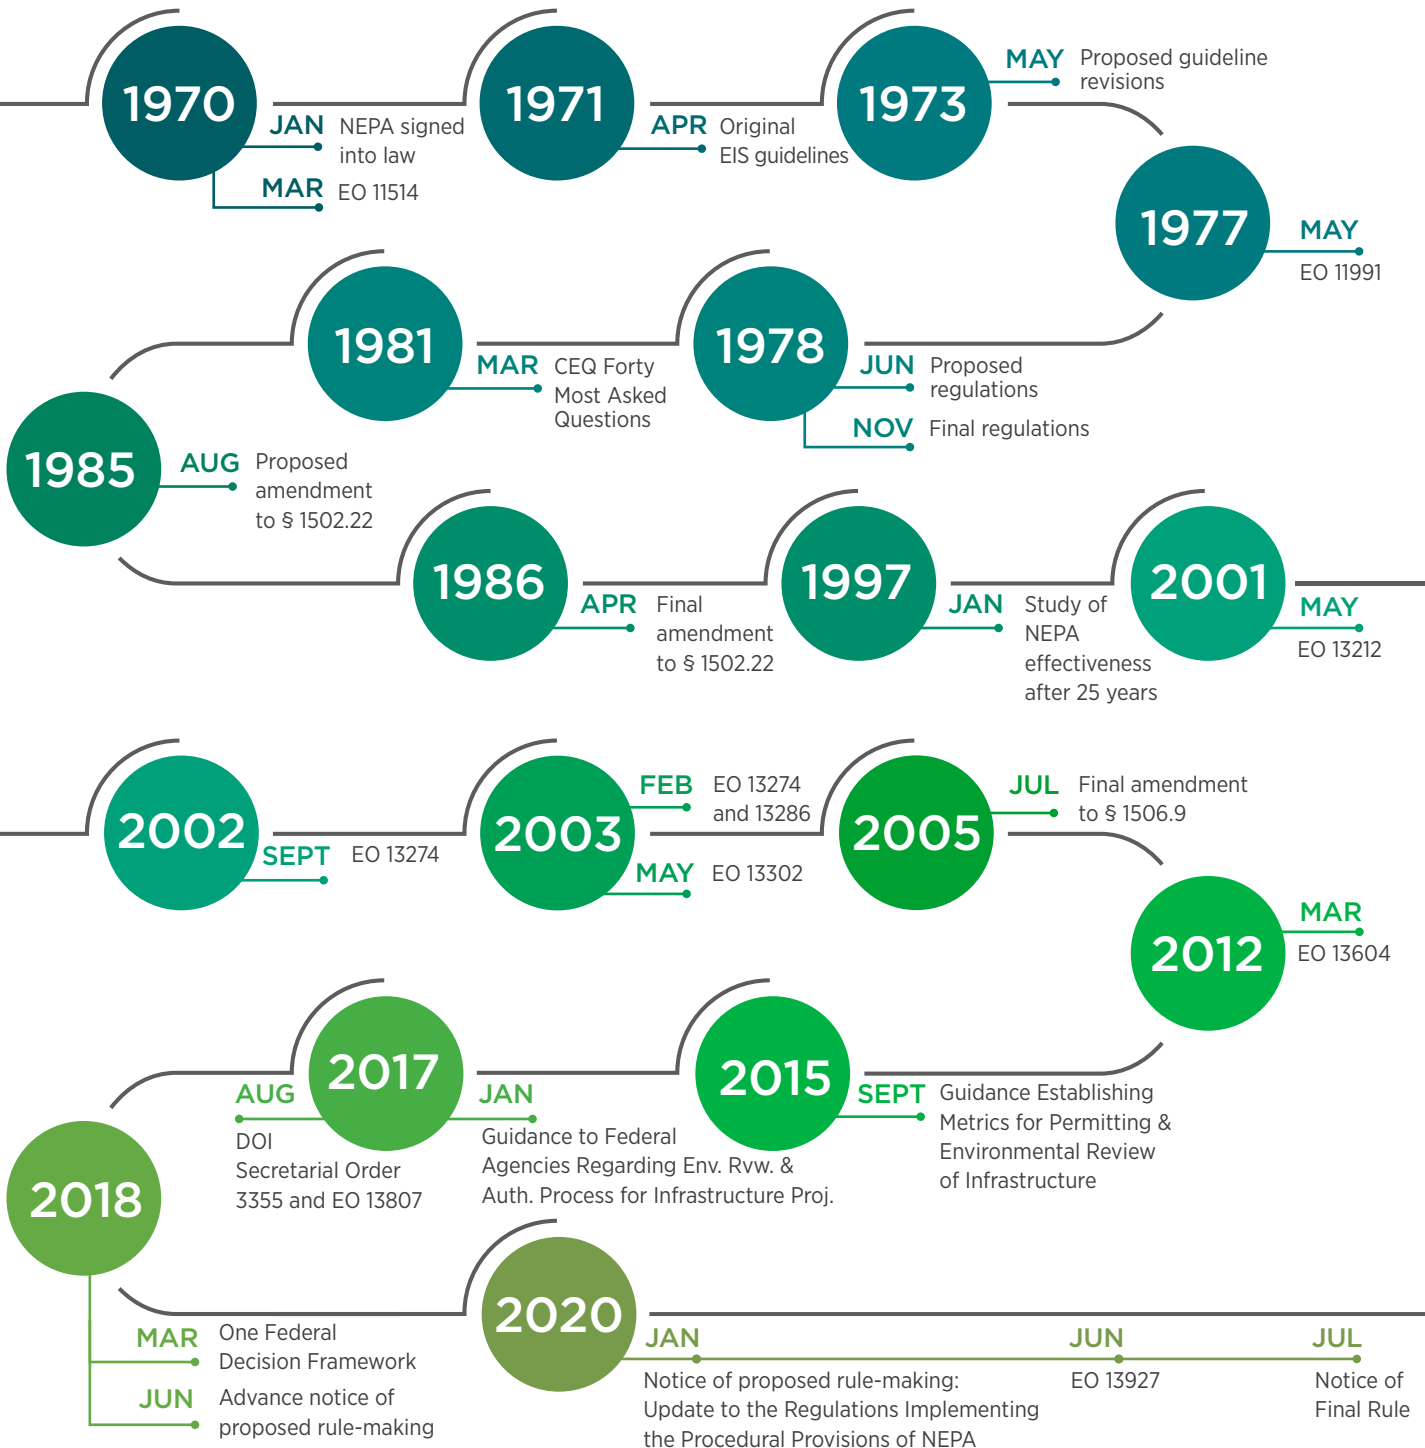 1970
JAN
NEPA signed
into law
MAR
EO 11514
1971
APR
Original
EIS guidelines
1973
MAY
Proposed guideline
revisions
1977
MAY
EO 11991
1978
JUN
Proposed
regulations
NOV
Final regulations
1981
MAR
CEQ Forty
Most Asked
Questions
1985
AUG
Proposed
amendment
to § 1502.22
1986
APR
Final
amendment
to § 1502.22
1997
JAN
Study of
NEPA
effectiveness
after 25 years
2001
MAY
EO 13212
2002
SEPT
EO 13274
2003
FEB
EO 13274
and 13286
MAY
EO 13302
2005
JUL
Final amendment
to § 1506.9
2012
MAR
EO 13604
2015
SEPT
Guidance Establishing
Metrics for Permitting &
Environmental Review
of Infrastructure
2017
JAN
Guidance to Federal
Agencies Regarding Env. Rvw. &
Auth. Process for Infrastructure Proj.
AUG
DOI
Secretarial Order
3355 and EO 13807
2018
MAR
One Federal
Decision Framework
JUN
Advance notice of
proposed rule-making
2020
JAN
Notice of proposed rule-making:
Update to the Regulations Implementing
the Procedural Provisions of NEPA
JUN
EO 13927
JUL
Notice of
Final Rule